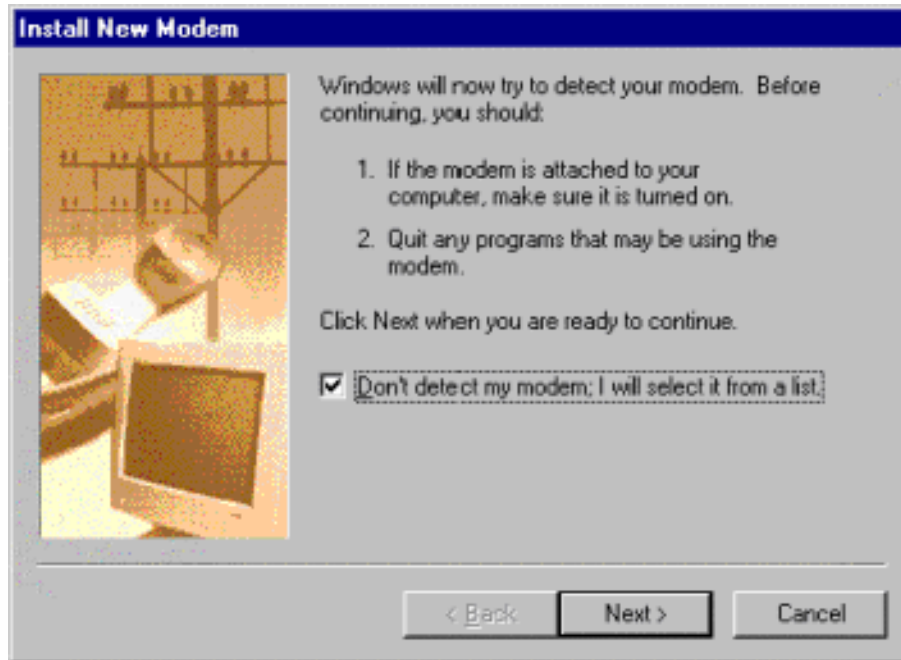 Install New Modem
Windows will now try to detect your modem. Before
continuing, you should:
1. If the modem is attached to your
computer, make sure it is turned on.
2. Quit any programs that may be using the
modem.
Click Next when you are ready to continue.
Don't detect my modem; I will select it from a list.
< Back
Next >
Cancel